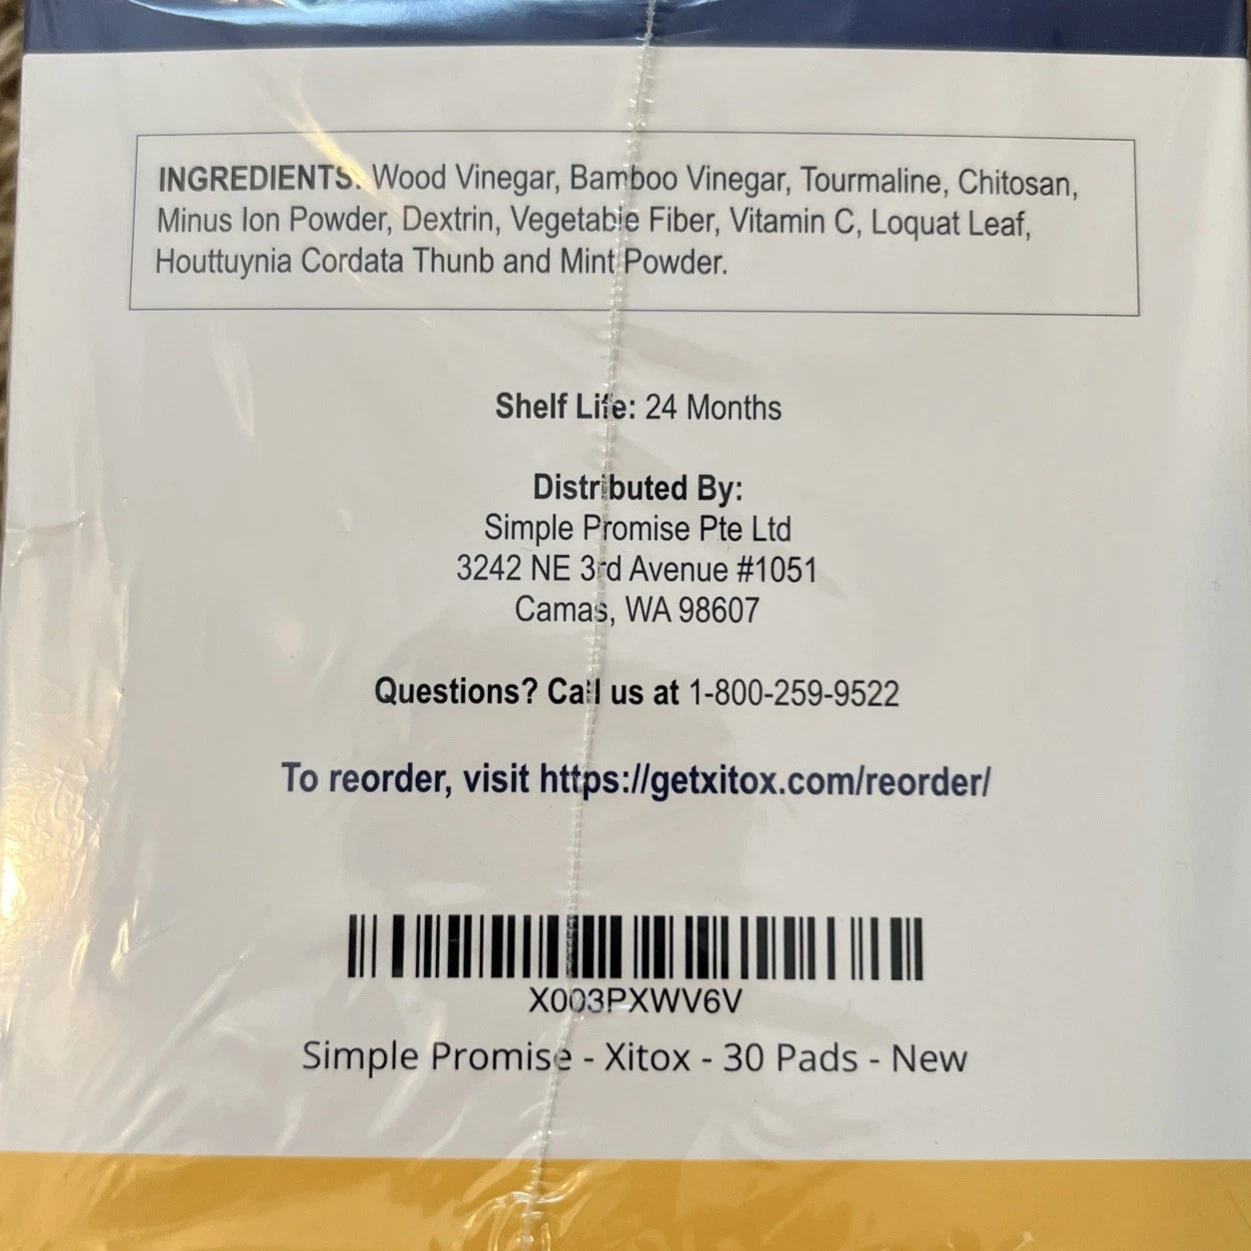 INGREDIENTS: Wood Vinegar, Bamboo Vinegar, Tourmaline, Chitosan,
Minus Ion Powder, Dextrin, Vegetable Fiber, Vitamin C, Loquat Leaf,
Houttuynia Cordata Thunb and Mint Powder.
Shelf Life: 24 Months
Distributed By:
Simple Promise Pte Ltd
3242 NE 3rd Avenue #1051
Camas, WA 98607
Questions? Call us at 1-800-259-9522
To reorder, visit https://getxitox.com/reorder/
X003PXWV6V
Simple Promise - Xitox - 30 Pads - New